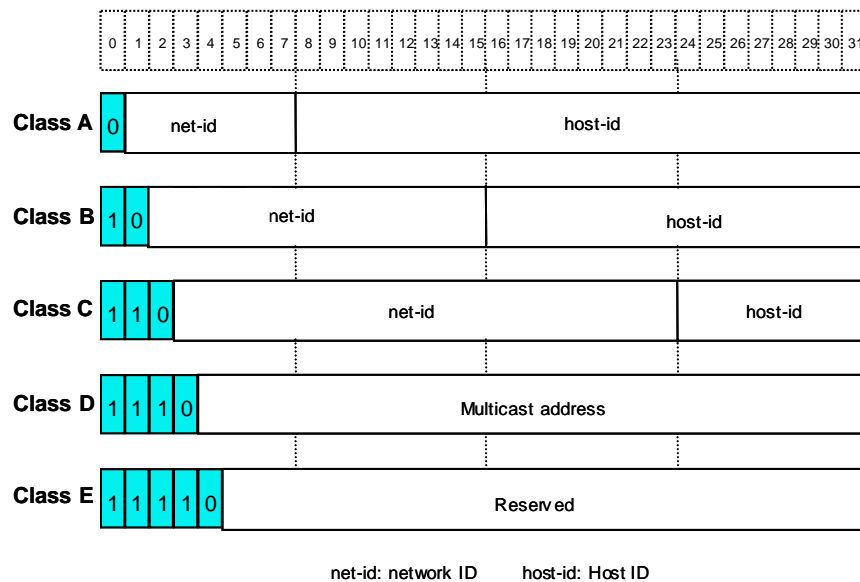 0 1 2 3 4 5 6 7 8 9 10 11 12 13 14 15 16 17 18 19 20 21 22 23 24 25 26 27 28 29 30 31
Class A 0 net-id host-id
Class B 1 0 net-id host-id
Class C 1 1 0 net-id host-id
Class D 1 1 1 0 Multicast address
Class E 1 1 1 1 0 Reserved
net-id: network ID host-id: Host ID